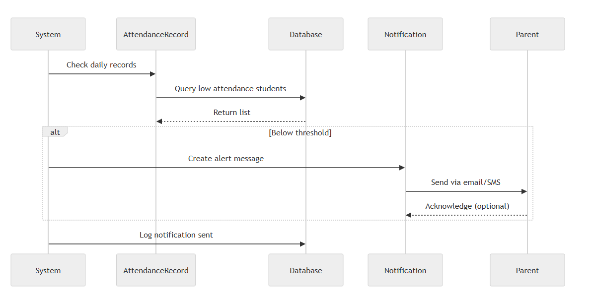 System
AttendanceRecord
Database
Notification
Parent
Check daily records
Query low attendance students
Return list
alt
[Below threshold]
Create alert message
Send via email/SMS
Acknowledge (optional)
Log notification sent
System
AttendanceRecord
Database
Notification
Parent